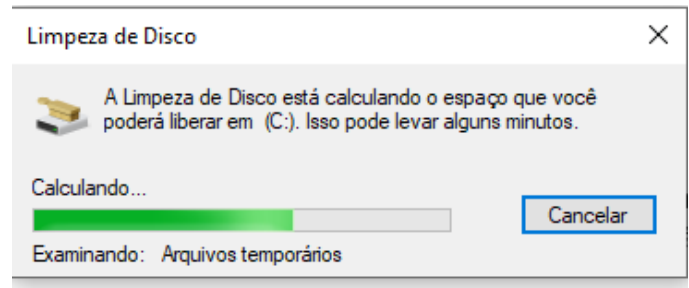 Limpeza de Disco
A Limpeza de Disco está calculando o espaço que você
poderá liberar em  (C:). Isso pode levar alguns minutos.
Calculando...
Cancelar
Examinando:   Arquivos temporários